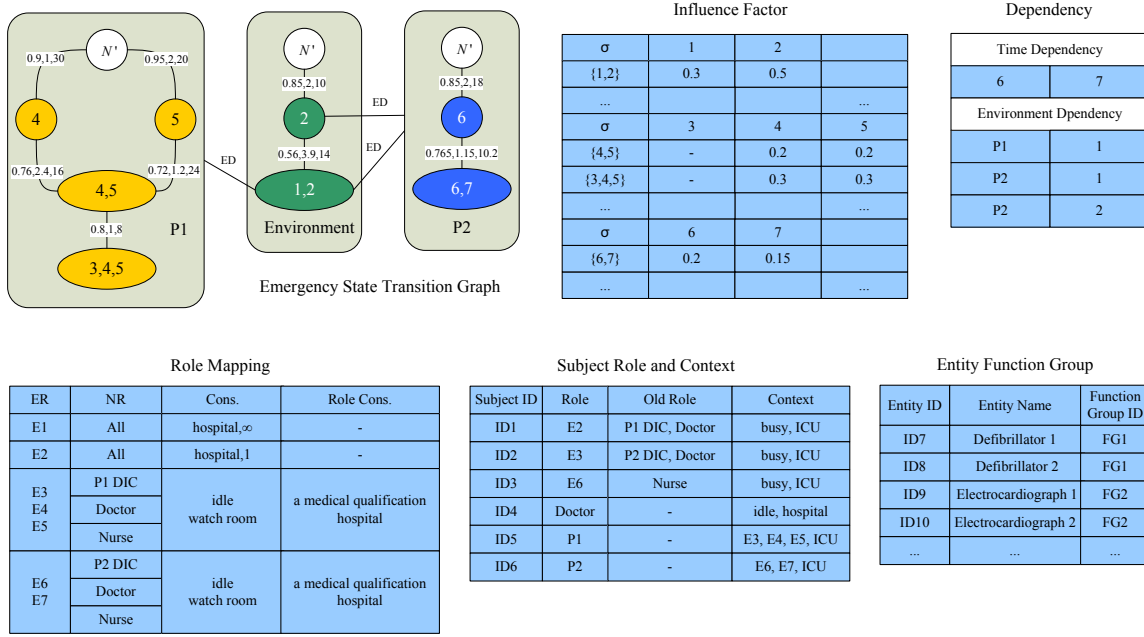 Influence Factor
Dependency
N'
N'
N'
0.9,1,30
0.95,2,20
0.85,2,10
0.85,2,18
4
5
2
ED
6
0.76,2.4,16
0.72,1.2,24
ED
0.56,3.9,14
ED
0.765,1.15,10.2
4,5
1,2
6,7
0.8,1,8
P1
Environment
P2
3,4,5
Emergency State Transition Graph
σ 1 2
{1,2} 0.3 0.5
... ...
σ 3 4 5
{4,5} - 0.2 0.2
{3,4,5} - 0.3 0.3
... ...
σ 6 7
{6,7} 0.2 0.15
... ...
Time Dependency
6 7
Environment Dpendency
P1 1
P2 1
P2 2
Role Mapping
ER NR Cons. Role Cons.
E1 All hospital,∞ -
E2 All hospital,1 -
E3
E4
E5
P1 DIC
Doctor
Nurse
idle
watch room
a medical qualification
hospital
E6
E7
P2 DIC
Doctor
Nurse
idle
watch room
a medical qualification
hospital
Subject Role and Context
Subject ID Role Old Role Context
ID1 E2 P1 DIC, Doctor busy, ICU
ID2 E3 P2 DIC, Doctor busy, ICU
ID3 E6 Nurse busy, ICU
ID4 Doctor - idle, hospital
ID5 P1 - E3, E4, E5, ICU
ID6 P2 - E6, E7, ICU
Entity Function Group
Entity ID Entity Name Function
Group ID
ID7 Defibrillator 1 FG1
ID8 Defibrillator 2 FG1
ID9 Electrocardiograph 1 FG2
ID10 Electrocardiograph 2 FG2
... ... ...